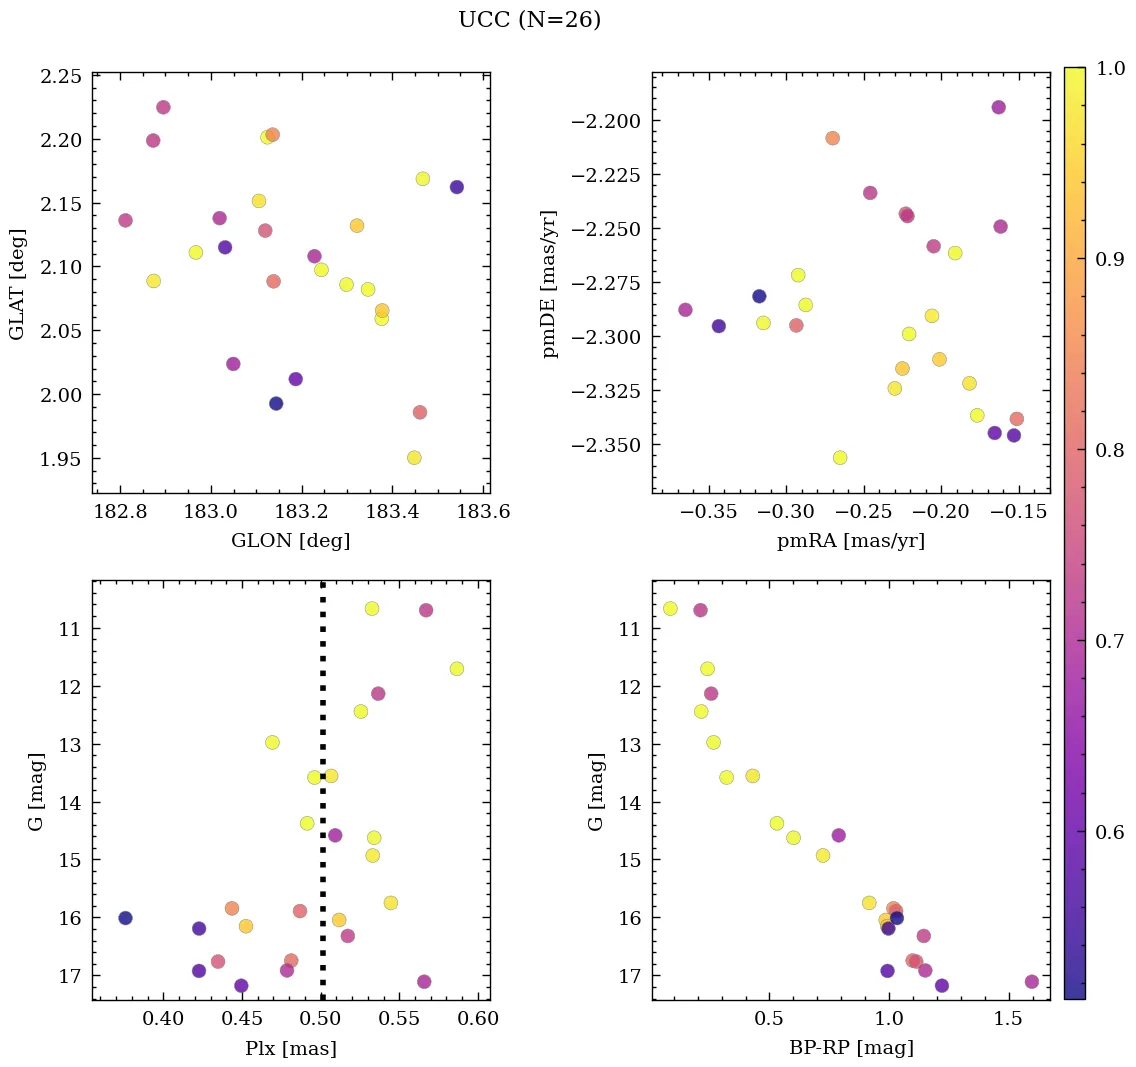 UCC (N=26)
2.25
2.20
2.15
2.10
2.05
2.00
1.95
GLAT [deg]
182.8 183.0 183.2 183.4 183.6
GLON [deg]
−2.200
−2.225
−2.250
−2.275
−2.300
−2.325
−2.350
pmDE [mas/yr]
−0.35 −0.30 −0.25 −0.20 −0.15
pmRA [mas/yr]
11
12
13
14
15
16
17
G [mag]
0.40 0.45 0.50 0.55 0.60
Plx [mas]
11
12
13
14
15
16
17
G [mag]
0.5 1.0 1.5
BP-RP [mag]
1.0
0.9
0.8
0.7
0.6